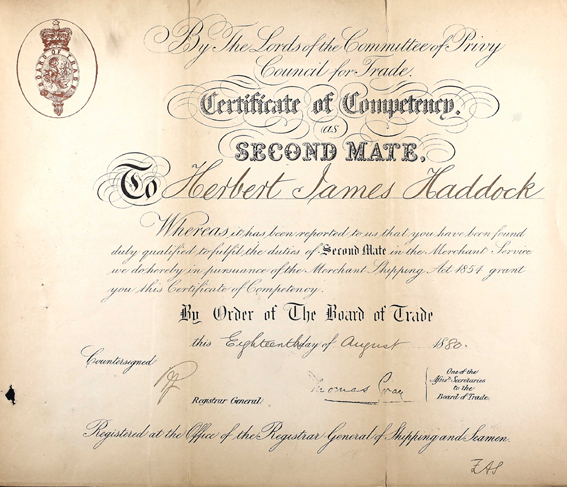 BOARD OF TRADE
By The Lords of the Committee of Privy
Council for Trade.
Certificate of Competency,
as
SECOND MATE.
To Herbert James Haddock
Whereas it has been reported to us that you have been found
duly qualified to fulfil the duties of Second Mate in the Merchant Service
we do hereby in pursuance of the Merchant Shipping Act 1854 grant
you this Certificate of Competency.
By Order of The Board of Trade
this Eighteenth day of August 1880.
Countersigned
Registrar General
Thomas Gray
One of the
Assist. Secretaries
to the
Board of Trade.
Registered at the Office of the Registrar General of Shipping and Seamen.